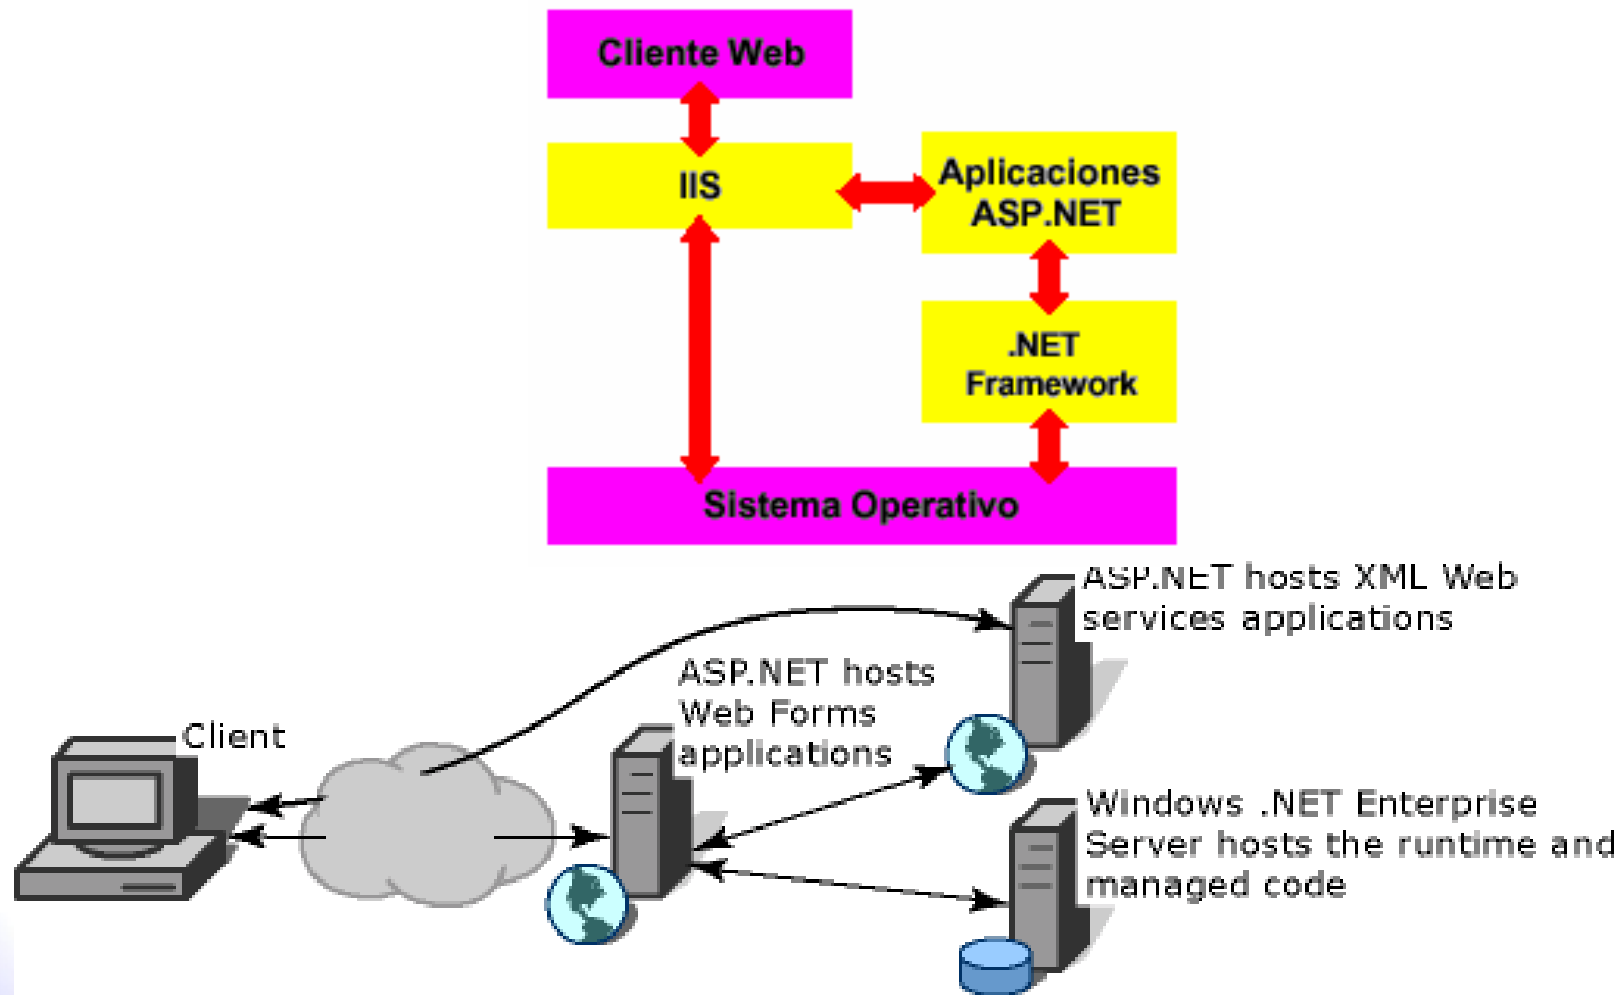 Cliente Web
IIS
Aplicaciones
ASP.NET
.NET
Framework
Sistema Operativo
ASP.NET hosts XML Web
services applications
ASP.NET hosts
Web Forms
applications
Client
Windows .NET Enterprise
Server hosts the runtime and
managed code